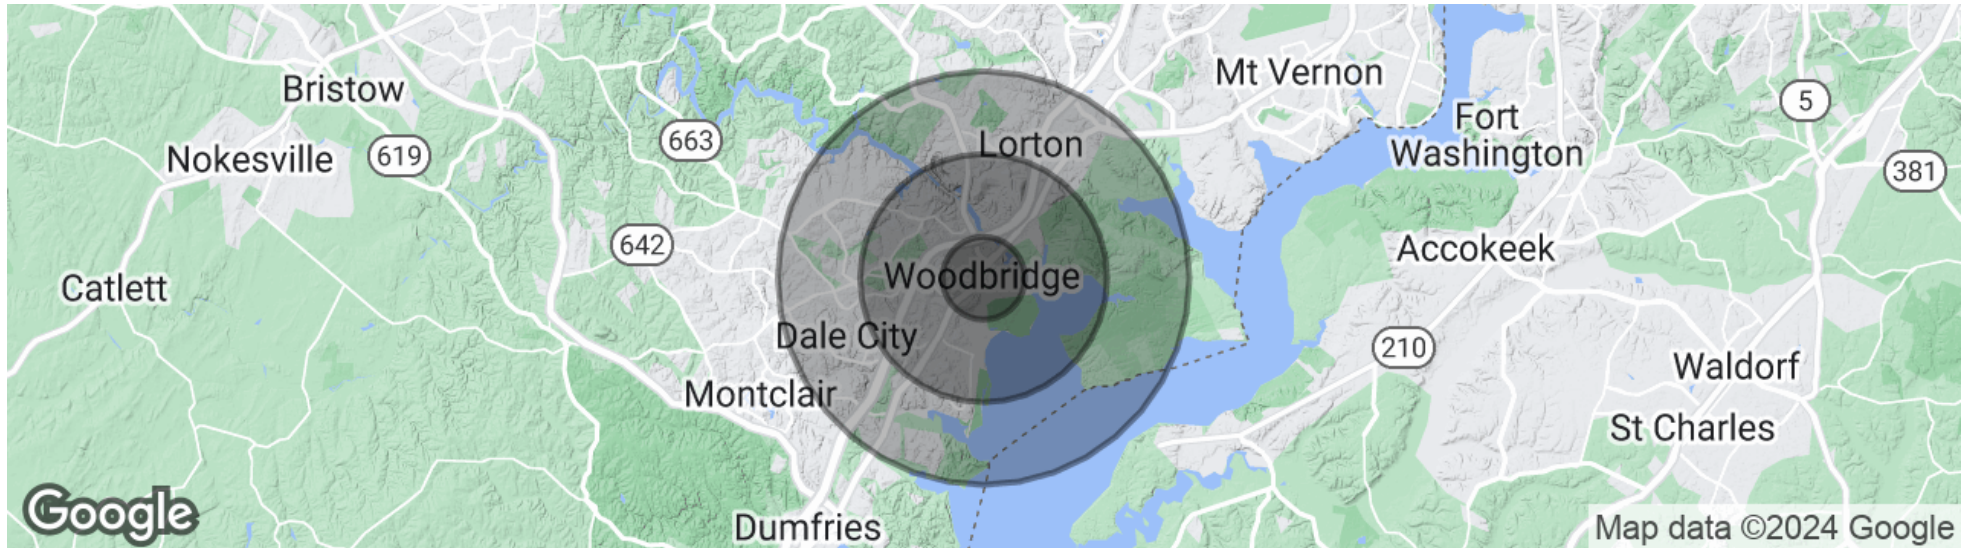 Mt Vernon
Bristow
5
Fort
Washington
663
Lorton
619
Nokesville
381
642
Accokeek
Woodbridge
Catlett
Dale City
210
Waldorf
Montclair
St Charles
Google
Dumfries
Map data ©2024 Google